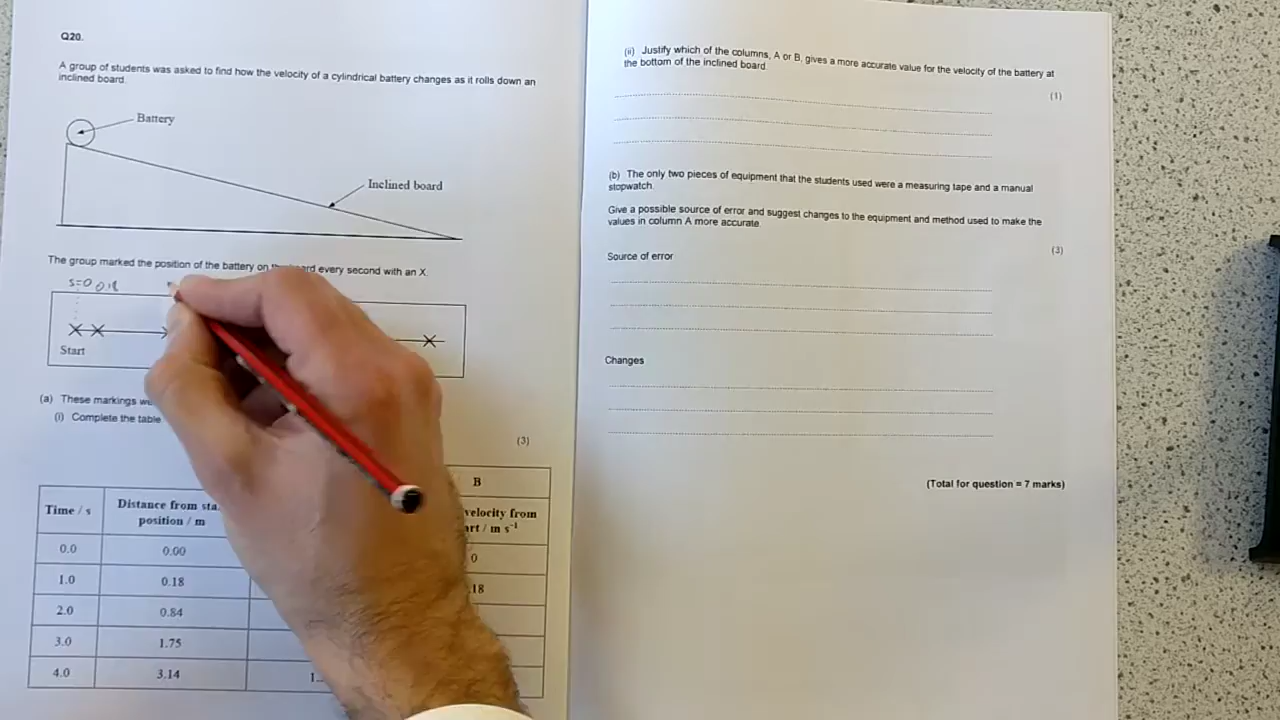 Q20.
A group of students was asked to find how the velocity of a cylindrical battery changes as it rolls down an
inclined board.
Battery
Inclined board
The group marked the position of the battery on board every second with an X.
s=0 0.18
Start
(a) These markings
(i) Complete the table
(3)
B
Time / s
Distance from
position / m
velocity from
/ m s⁻¹
0.0
0.00
0
1.0
0.18
.18
2.0
0.84
3.0
1.75
4.0
3.14
1.
(ii) Justify which of the columns, A or B, gives a more accurate value for the velocity of the battery at
the bottom of the inclined board.
(1)
(b) The only two pieces of equipment that the students used were a measuring tape and a manual
stopwatch.
Give a possible source of error and suggest changes to the equipment and method used to make the
values in column A more accurate.
(3)
Source of error
Changes
(Total for question = 7 marks)